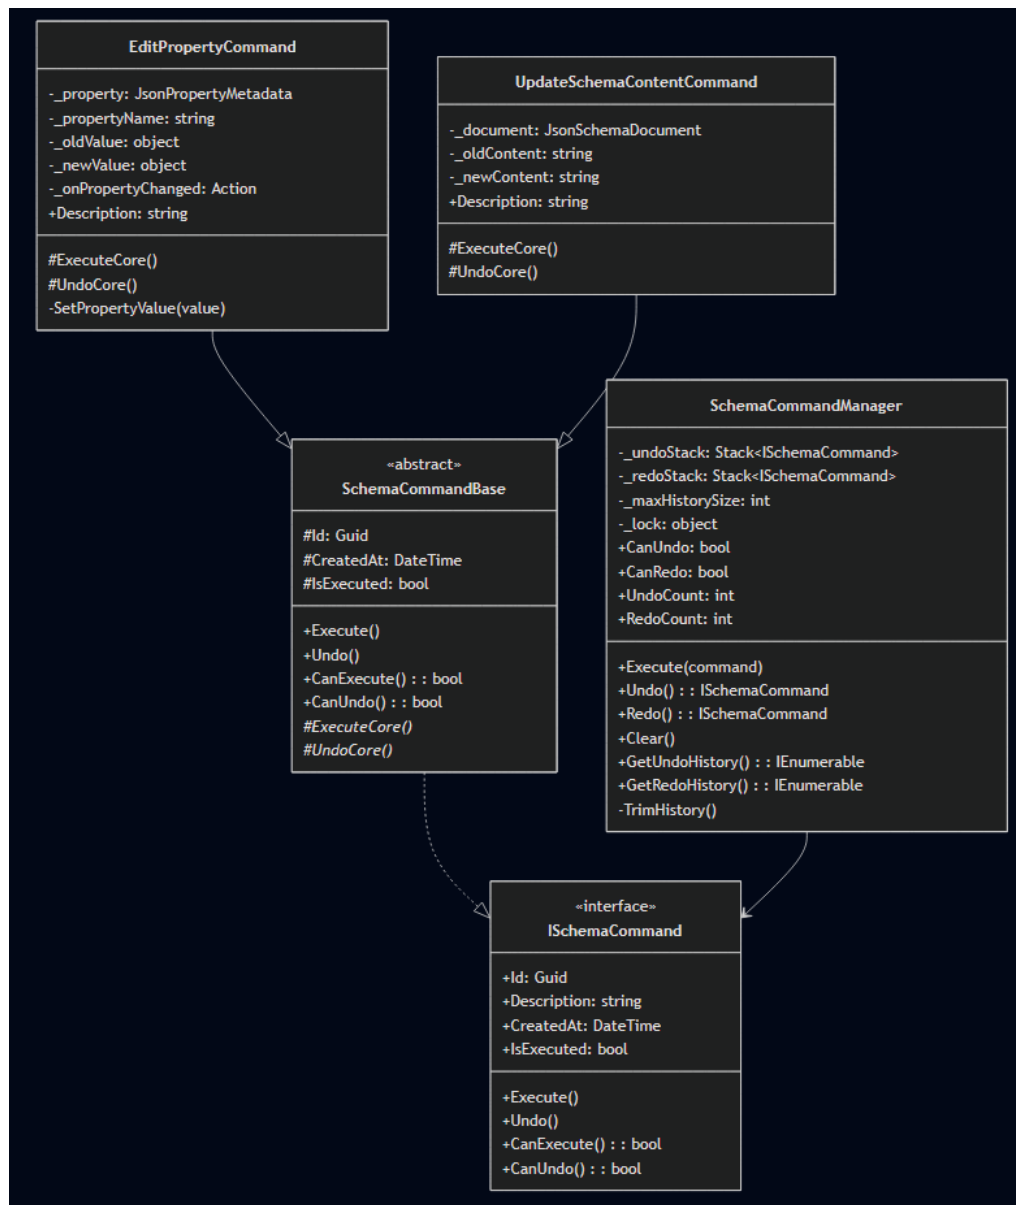 EditPropertyCommand
-_property: JsonPropertyMetadata
-_propertyName: string
-_oldValue: object
-_newValue: object
-_onPropertyChanged: Action
+Description: string
#ExecuteCore()
#UndoCore()
-SetPropertyValue(value)
UpdateSchemaContentCommand
-_document: JsonSchemaDocument
-_oldContent: string
-_newContent: string
+Description: string
#ExecuteCore()
#UndoCore()
SchemaCommandManager
-_undoStack: Stack<ISchemaCommand>
-_redoStack: Stack<ISchemaCommand>
-_maxHistorySize: int
-_lock: object
+CanUndo: bool
+CanRedo: bool
+UndoCount: int
+RedoCount: int
+Execute(command)
+Undo() : : ISchemaCommand
+Redo() : : ISchemaCommand
+Clear()
+GetUndoHistory() : : IEnumerable
+GetRedoHistory() : : IEnumerable
-TrimHistory()
«abstract»
SchemaCommandBase
#Id: Guid
#CreatedAt: DateTime
#IsExecuted: bool
+Execute()
+Undo()
+CanExecute() : : bool
+CanUndo() : : bool
#ExecuteCore()
#UndoCore()
«interface»
ISchemaCommand
+Id: Guid
+Description: string
+CreatedAt: DateTime
+IsExecuted: bool
+Execute()
+Undo()
+CanExecute() : : bool
+CanUndo() : : bool